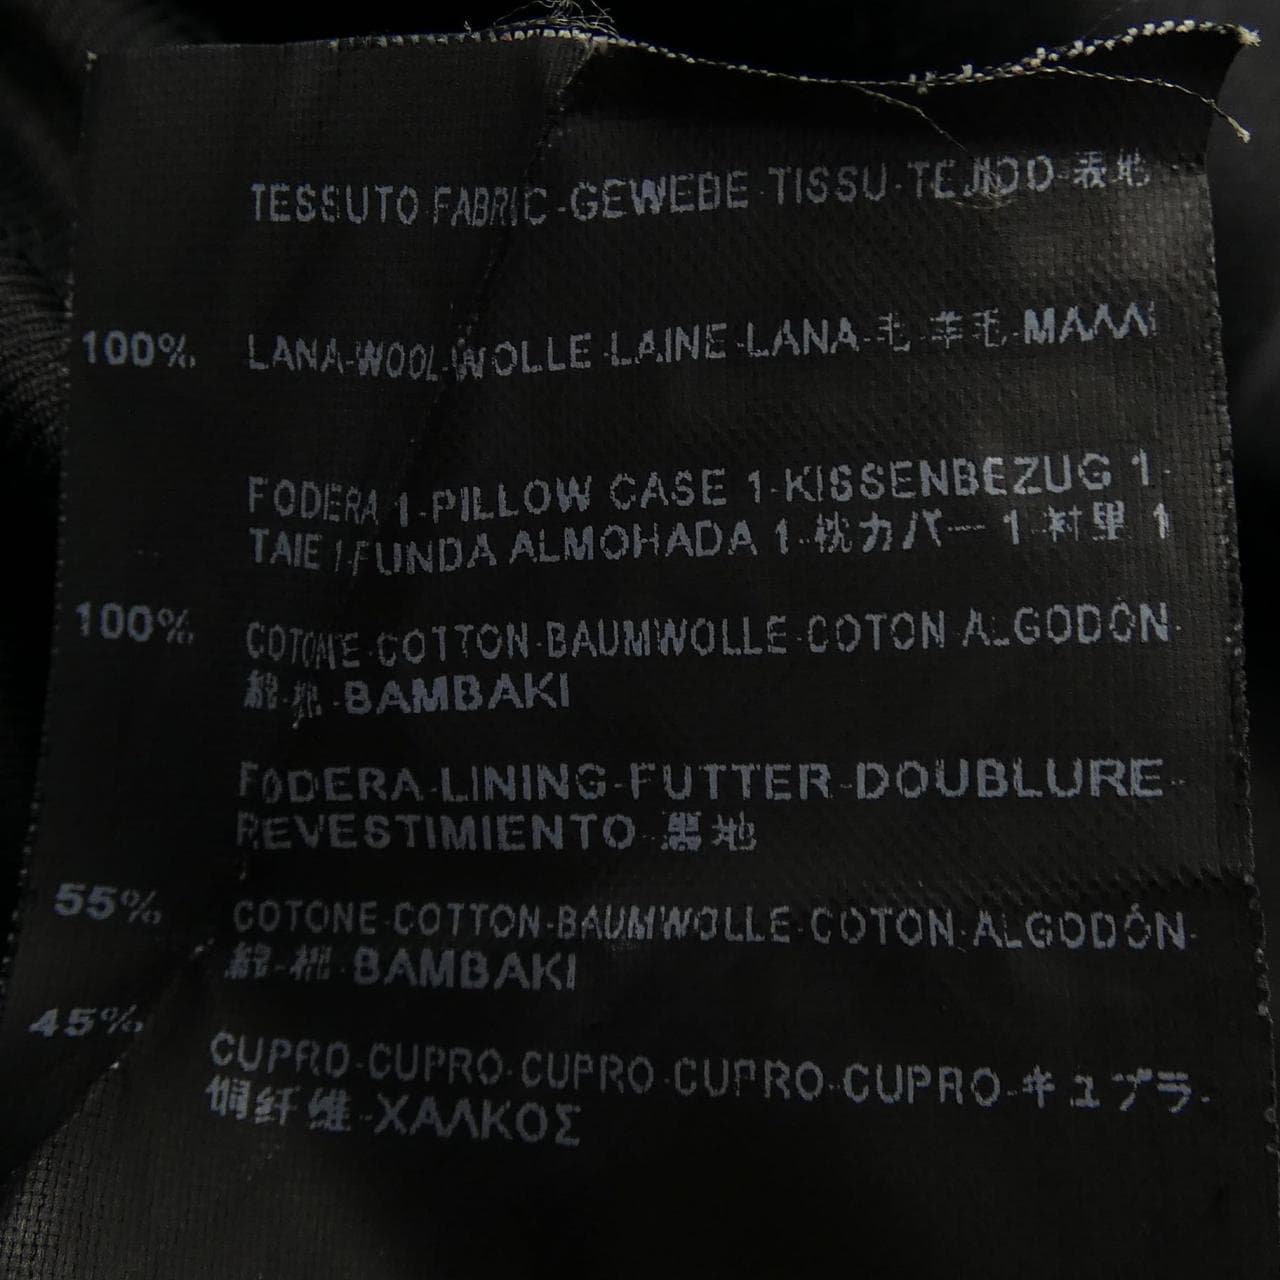 TESSUTO FABRIC-GEWEBE-TISSU-TEJIDO-表地
100% LANA-WOOL-WOLLE-LAINE-LANA-毛-羊毛-ΜΑΛΛΙ
FODERA 1-PILLOW CASE 1-KISSENBEZUG 1-
TAIE 1-FUNDA ALMOHADA 1-枕カバー 1-衬里 1
100% COTONE-COTTON-BAUMWOLLE-COTON ALGODÓN-
綿-棉-BAMBAKI
FODERA-LINING-FUTTER-DOUBLURE-
REVESTIMIENTO 裏地
55% COTONE-COTTON-BAUMWOLLE-COTON-ALGODÓN-
綿-棉-BAMBAKI
45% CUPRO-CUPRO-CUPRO-CUPRO-CUPRO-キュプラ-
铜纤维-ΧΑΛΚΟΣ